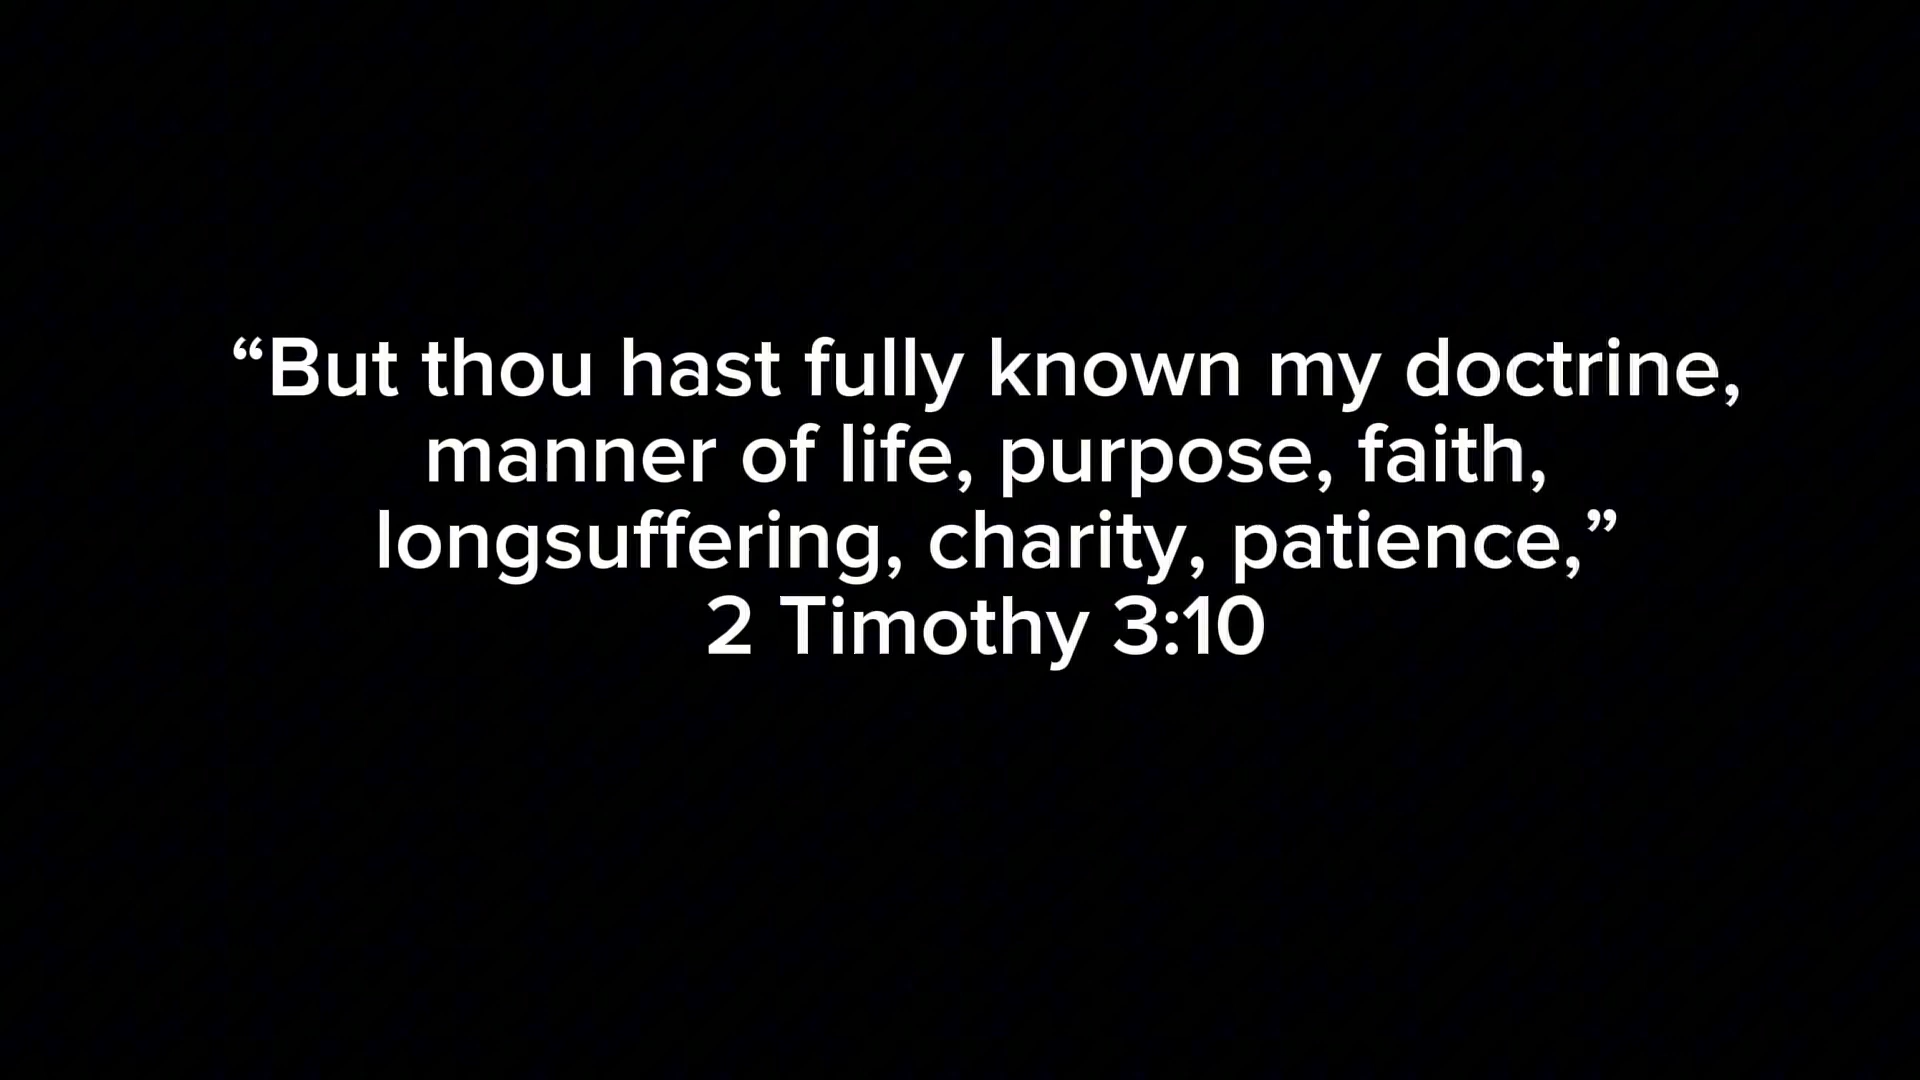 “But thou hast fully known my doctrine,
manner of life, purpose, faith,
longsuffering, charity, patience,”
2 Timothy 3:10